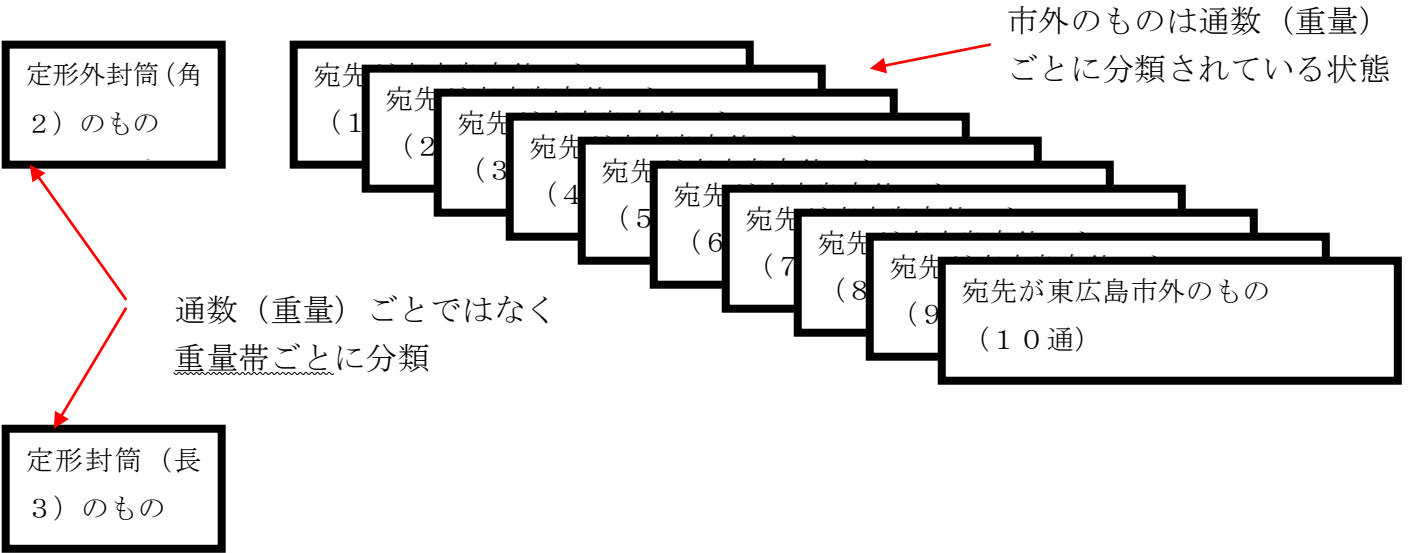 市外のものは通数（重量）
ごとに分類されている状態
定形外封筒（角
２）のもの
宛先
（１
宛先
（２
宛先
（３
宛先
（４
宛先
（５
宛先
（６
宛先
（７
宛先
（８
宛先
（９
宛先が東広島市外のもの
（１０通）
通数（重量）ごとではなく
重量帯ごとに分類
定形封筒（長
３）のもの